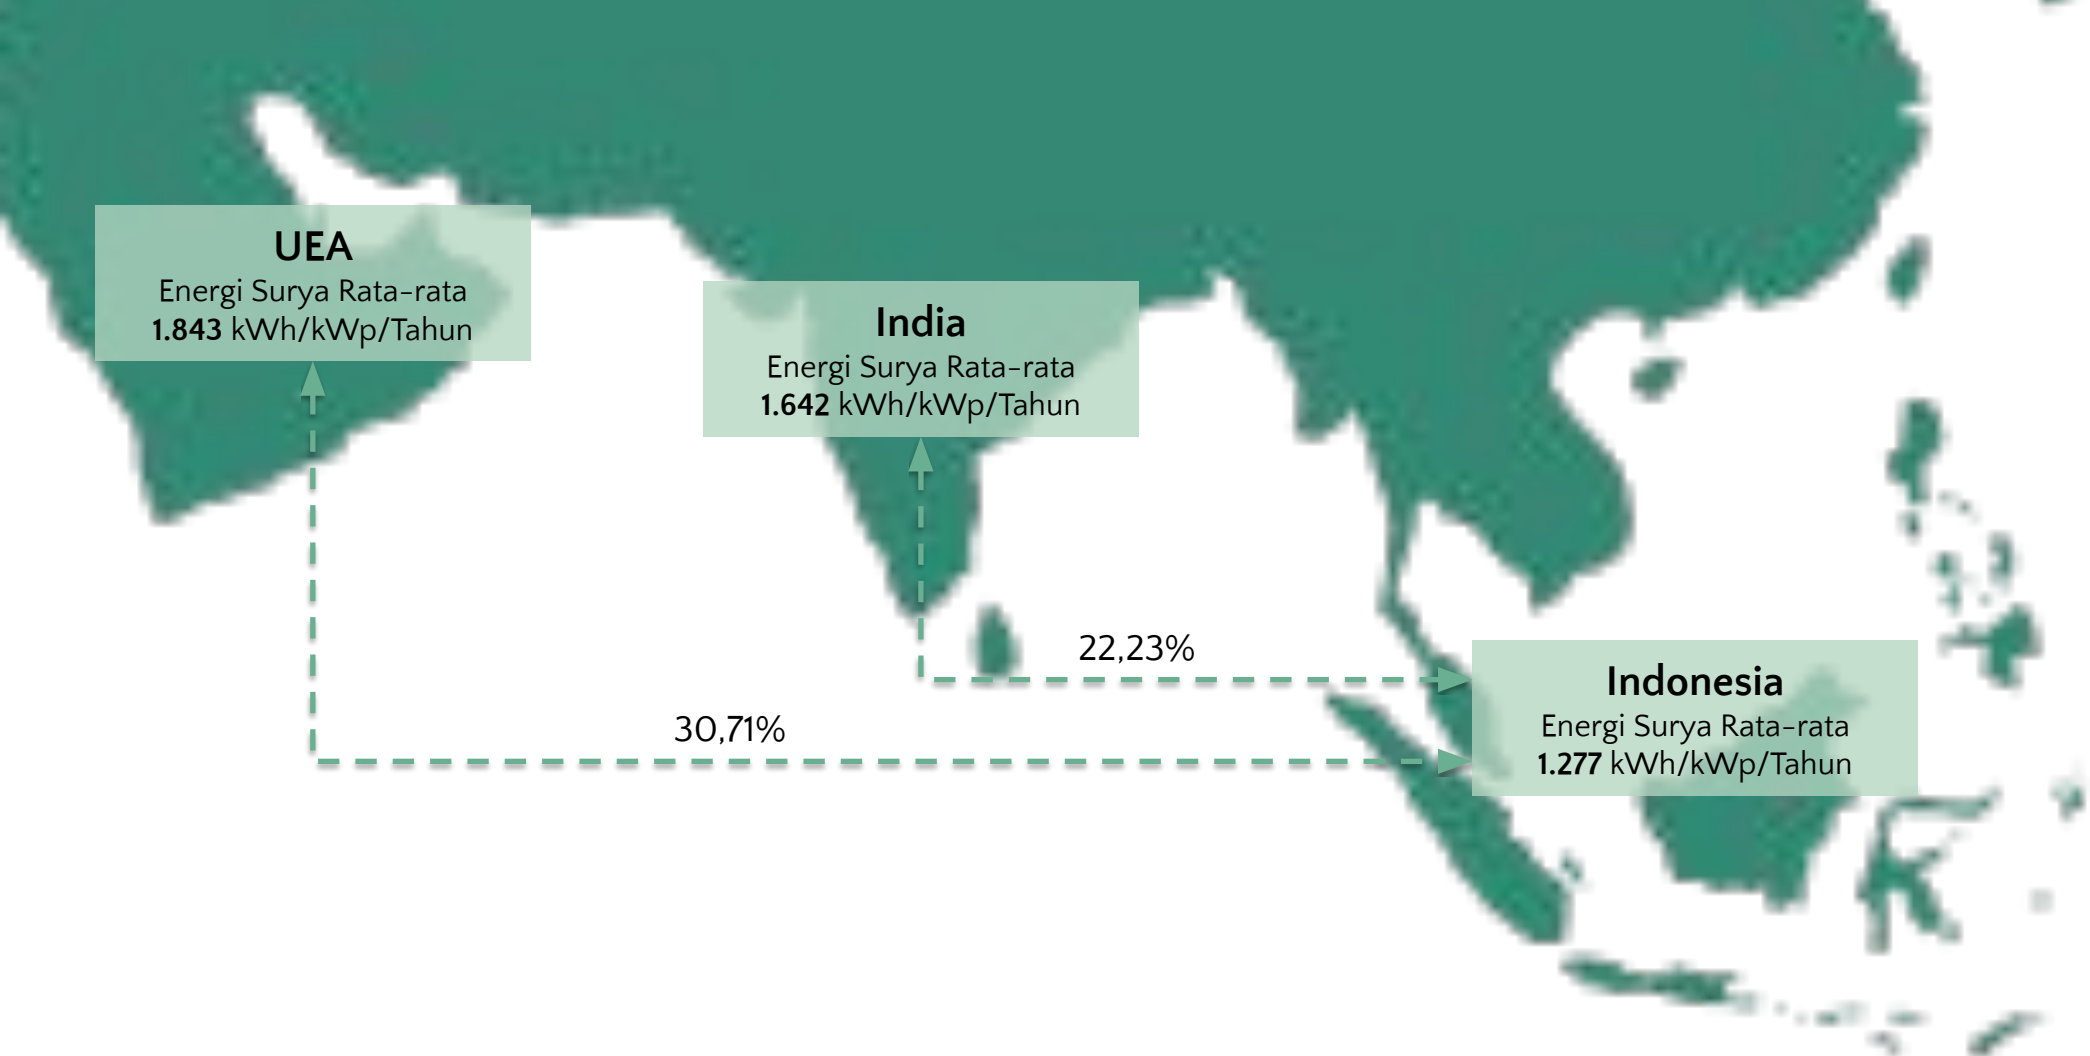 UEA
Energi Surya Rata-rata
1.843 kWh/kWp/Tahun
India
Energi Surya Rata-rata
1.642 kWh/kWp/Tahun
22,23%
Indonesia
Energi Surya Rata-rata
1.277 kWh/kWp/Tahun
30,71%